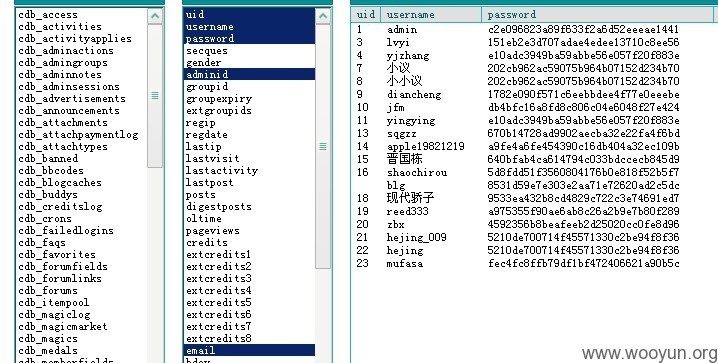 cdb_access
cdb_activities
cdb_activityapplies
cdb_adminactions
cdb_admingroups
cdb_adminnotes
cdb_adminsessions
cdb_advertisements
cdb_announcements
cdb_attachments
cdb_attachpaymentlog
cdb_attachtypes
cdb_banned
cdb_bbcodes
cdb_blogcaches
cdb_buddys
cdb_creditslog
cdb_crons
cdb_failedlogins
cdb_faqs
cdb_favorites
cdb_forumfields
cdb_forumlinks
cdb_forums
cdb_itempool
cdb_magiclog
cdb_magicmarket
cdb_magics
cdb_medals
cdb_memberfields
uid
username
password
secques
gender
adminid
groupid
groupexpiry
extgroupids
regip
regdate
lastip
lastvisit
lastactivity
lastpost
posts
digestposts
oltime
pageviews
credits
extcredits1
extcredits2
extcredits3
extcredits4
extcredits5
extcredits6
extcredits7
extcredits8
email
bday
uid username password
1 admin c2e096823a89f633f2a6d52eeeae1441
3 lvyi 151eb2e3d707adae4edee13710c8ee56
4 yjzhang e10adc3949ba59abbe56e057f20f883e
7 小议 202cb962ac59075b964b07152d234b70
8 小小议 202cb962ac59075b964b07152d234b70
9 diancheng 1782e090f571c6eebbdee4f77e0eeebe
10 jfm db4bfc16a8fd8c806c04e6048f27e424
11 yingying e10adc3949ba59abbe56e057f20f883e
13 sqgzz 670b14728ad9902aecba32e22fa4f6bd
14 apple19821219 a9fe4a6fe454390c16db404a32ec109b
15 晋国栋 640bfab4ca614794c033bdccecb845d9
16 shaochirou 5d8fdd51f3560804176b0e818f52b5f7
blg 8531d59e7e303e2aa71e72620ad2c5dc
18 现代骄子 9533ea432b8cd4829c722c3e74691ed7
19 reed333 a975355f90ae6ab8c26a2b9e7b80f289
20 zbx 4592356b8beafeeb2d25020cc0fe8d96
21 hejing_009 5210de700714f45571330c2be94f8f36
22 hejing 5210de700714f45571330c2be94f8f36
23 mufasa fec4fc8ffb79df1bf472406621a90b5c
www.wooyun.org